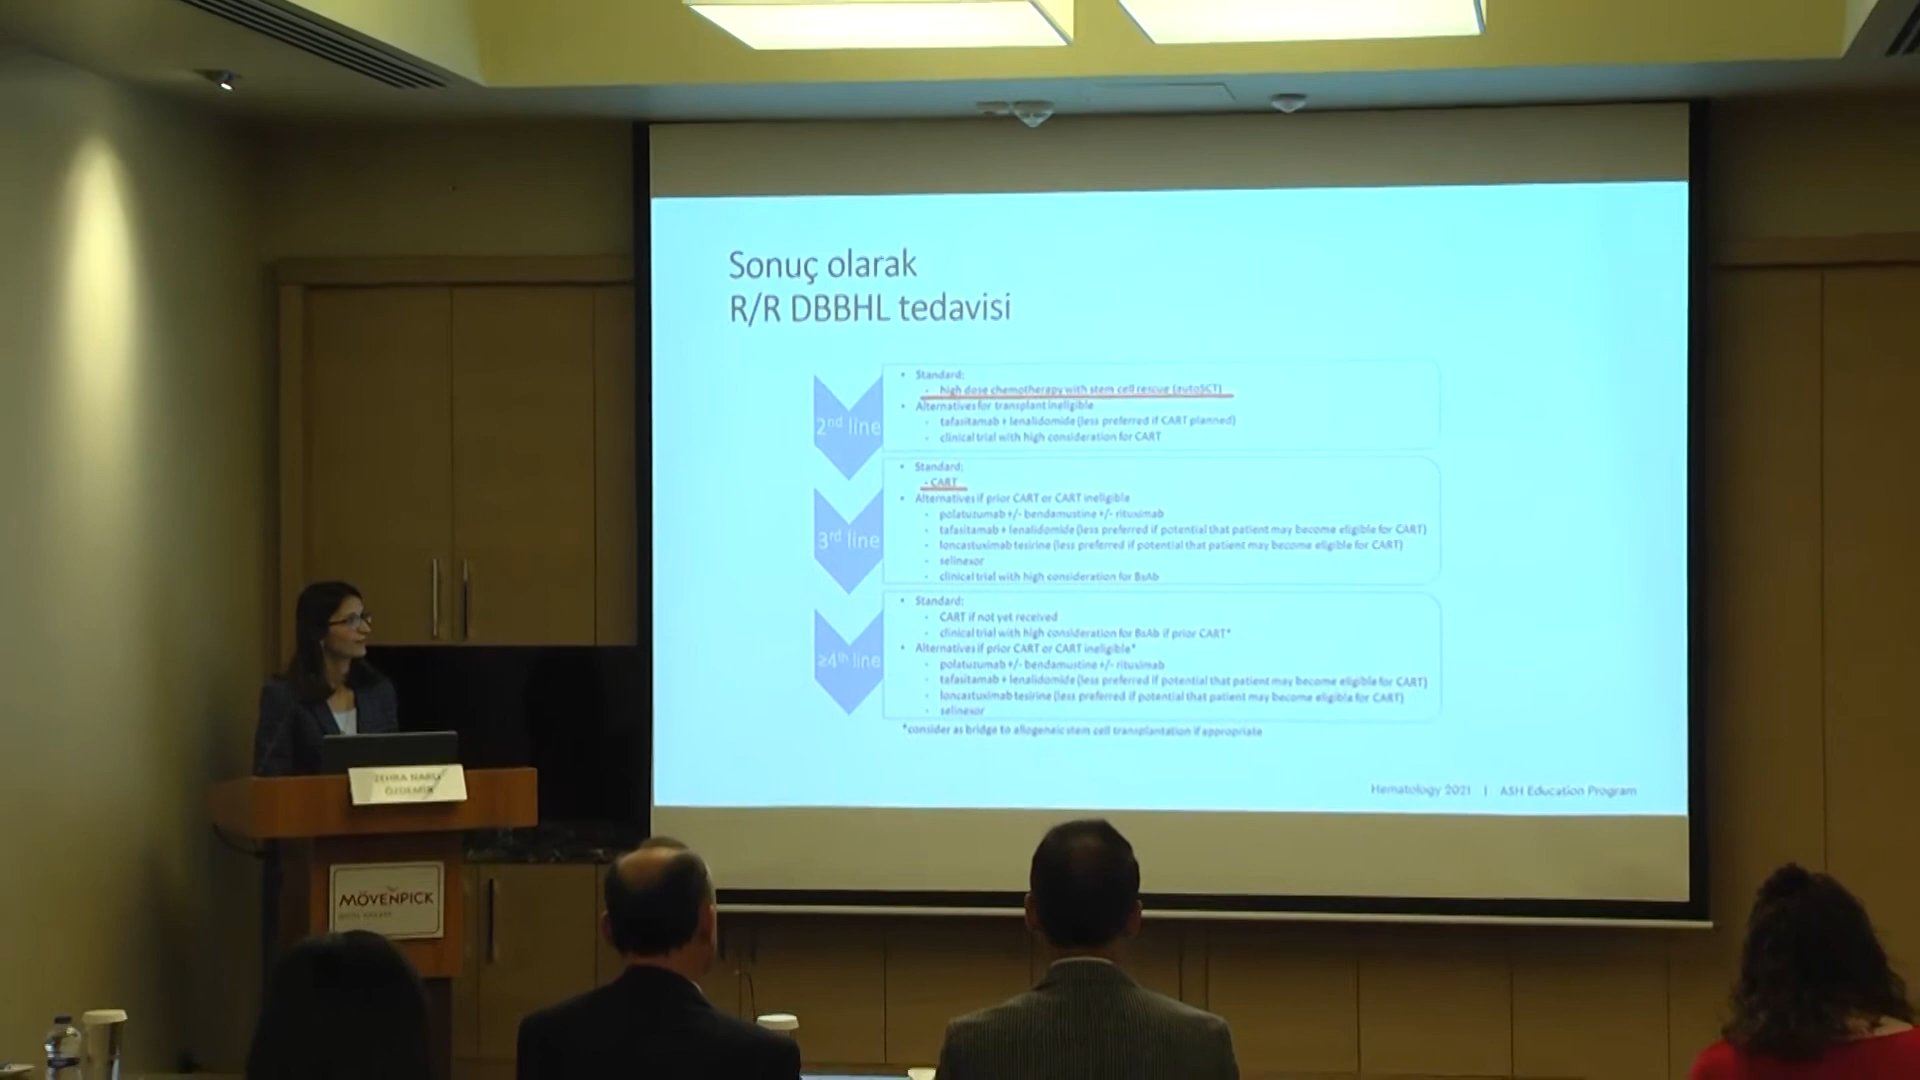 Sonuç olarak
R/R DBBHL tedavisi
2nd line
• Standard:
- high dose chemotherapy with stem cell rescue (autoSCT)
• Alternatives for transplant ineligible
- tafasitamab + lenalidomide (less preferred if CART planned)
- clinical trial with high consideration for CART
3rd line
• Standard:
- CART
• Alternatives if prior CART or CART ineligible
- polatuzumab +/- bendamustine +/- rituximab
- tafasitamab + lenalidomide (less preferred if potential that patient may become eligible for CART)
- loncastuximab tesirine (less preferred if potential that patient may become eligible for CART)
- selinexor
- clinical trial with high consideration for BsAb
≥4th line
• Standard:
- CART if not yet received
- clinical trial with high consideration for BsAb if prior CART*
• Alternatives if prior CART or CART ineligible*
- polatuzumab +/- bendamustine +/- rituximab
- tafasitamab + lenalidomide (less preferred if potential that patient may become eligible for CART)
- loncastuximab tesirine (less preferred if potential that patient may become eligible for CART)
- selinexor
*consider as bridge to allogeneic stem cell transplantation if appropriate
Hematology 2021 | ASH Education Program
ZEHRA
ÖZDEMİR
MÖVENPICK